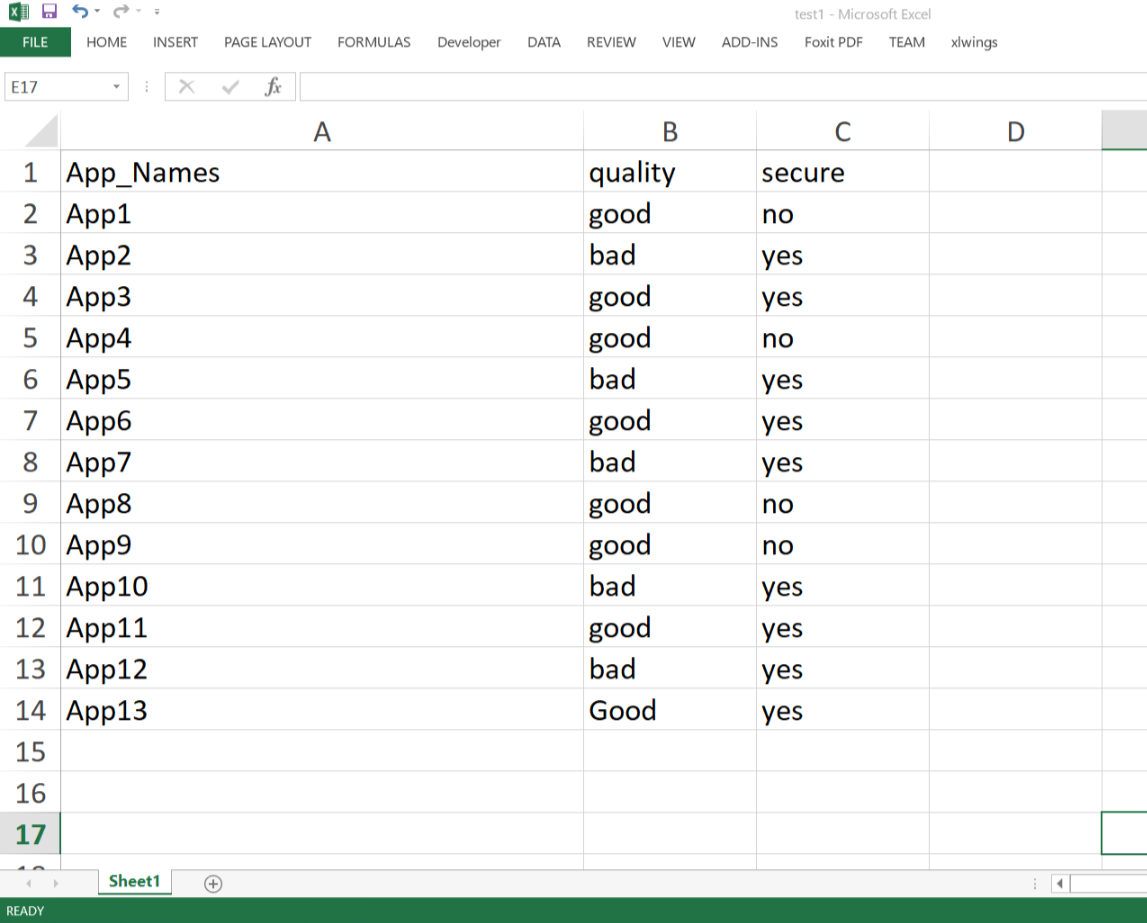 test1 - Microsoft Excel
FILE HOME INSERT PAGE LAYOUT FORMULAS Developer DATA REVIEW VIEW ADD-INS Foxit PDF TEAM xlwings
E17 fx
A B C D
1 App_Names quality secure
2 App1 good no
3 App2 bad yes
4 App3 good yes
5 App4 good no
6 App5 bad yes
7 App6 good yes
8 App7 bad yes
9 App8 good no
10 App9 good no
11 App10 bad yes
12 App11 good yes
13 App12 bad yes
14 App13 Good yes
15
16
17
Sheet1
READY